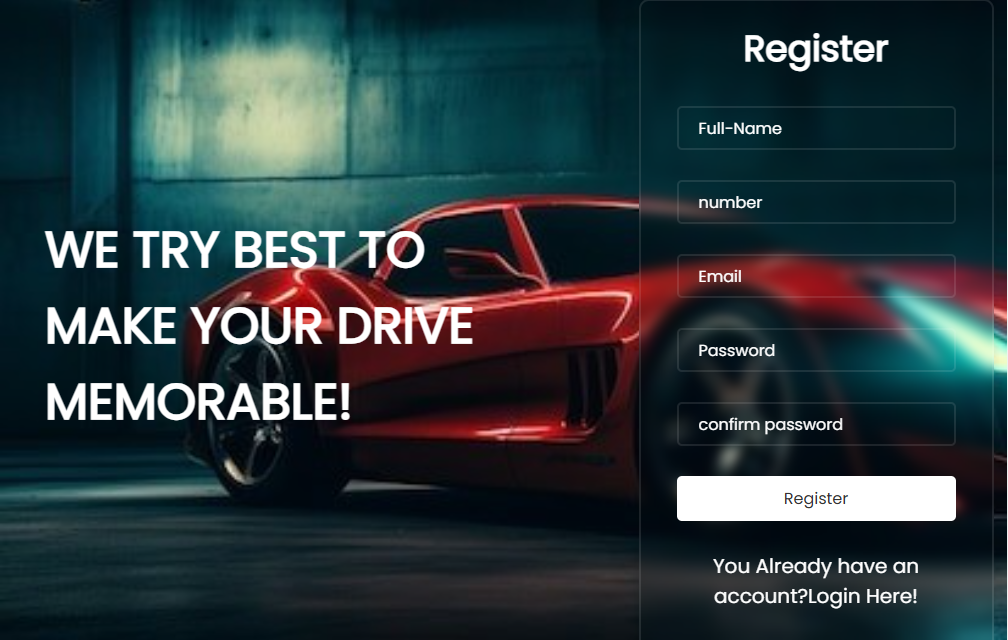 WE TRY BEST TO
MAKE YOUR DRIVE
MEMORABLE!
Register
Full-Name
number
Email
Password
confirm password
Register
You Already have an
account?Login Here!